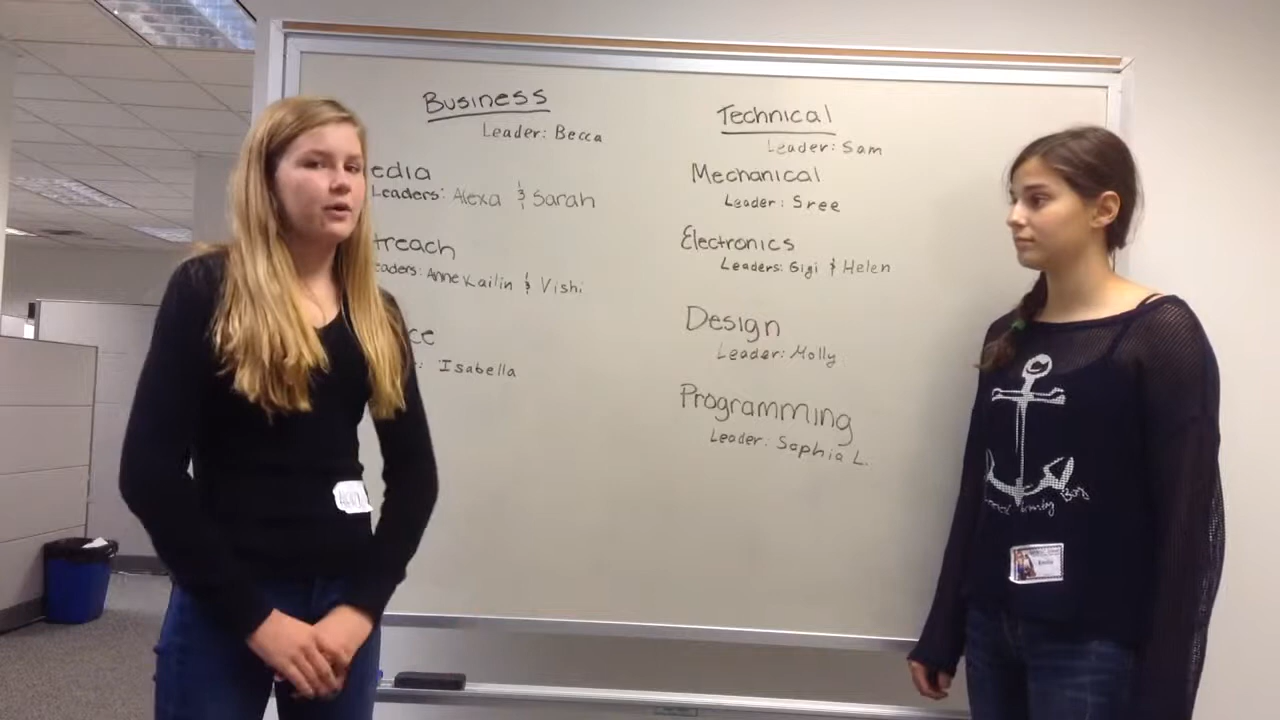 Business
Leader: Becca
edia
Leaders: Alexa & Sarah
treach
eaders: Anne Kailin & Vishi
ce
: Isabella
Technical
Leader: Sam
Mechanical
Leader: Sree
Electronics
Leaders: Gigi & Helen
Design
Leader: Molly
Programming
Leader: Sophia L.